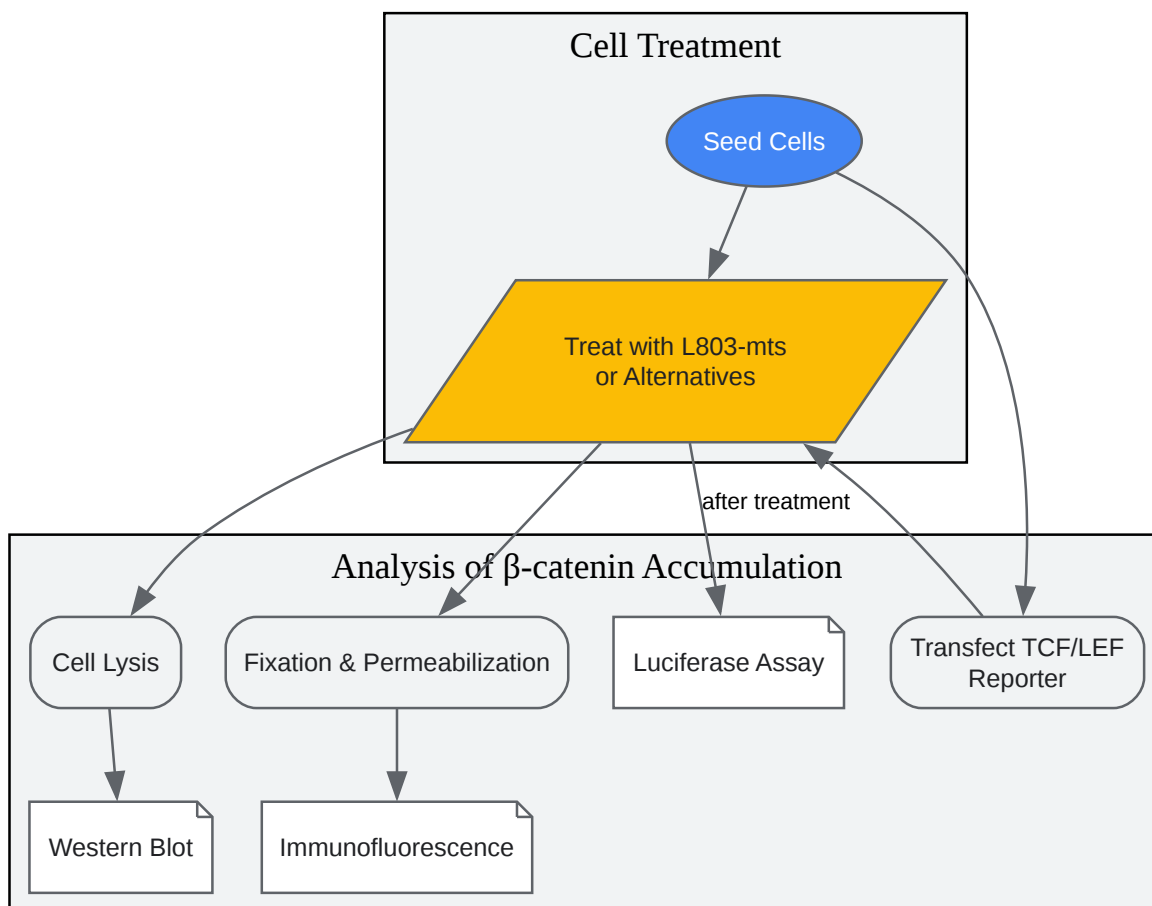 Cell Treatment
Seed Cells
Treat with L803-mts
or Alternatives
after treatment
Analysis of β-catenin Accumulation
Cell Lysis
Fixation & Permeabilization
Luciferase Assay
Transfect TCF/LEF
Reporter
Western Blot
Immunofluorescence